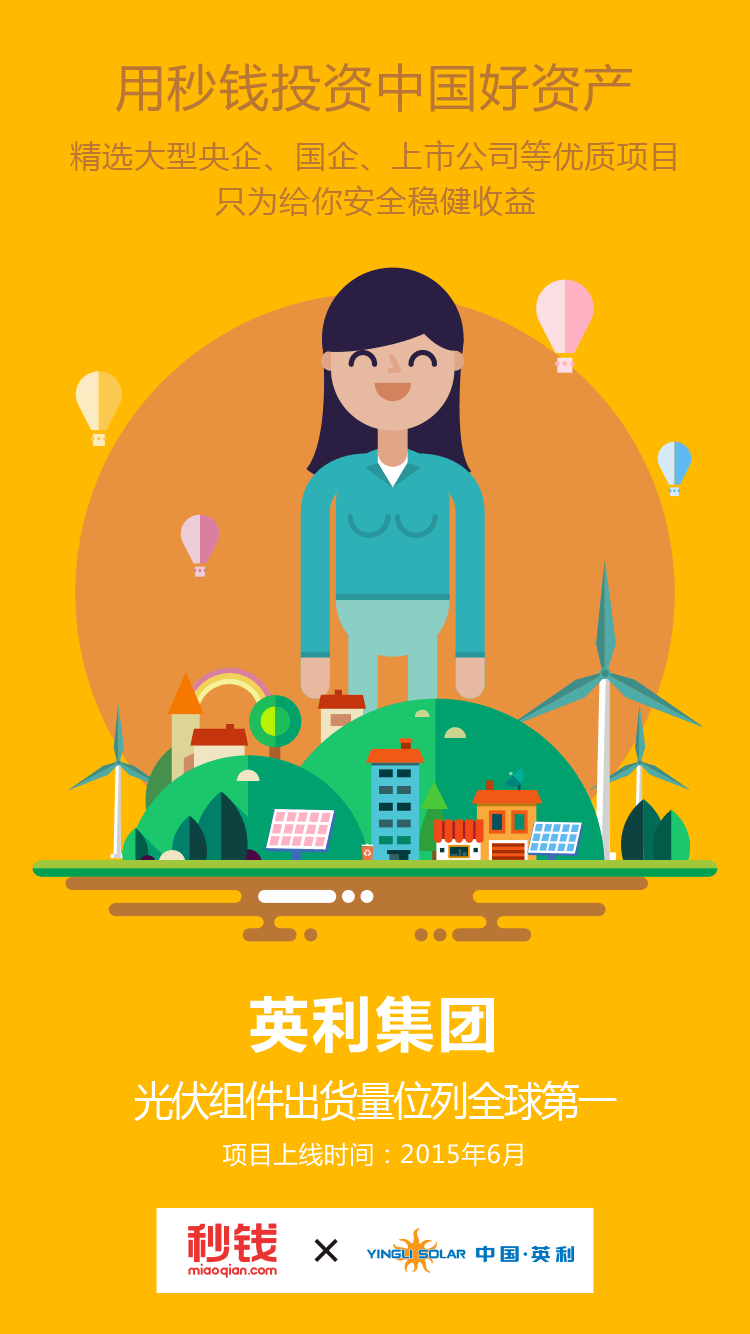 用秒钱投资中国好资产
精选大型央企、国企、上市公司等优质项目
只为给你安全稳健收益
英利集团
光伏组件出货量位列全球第一
项目上线时间：2015年6月
秒钱
miaoqian.com
×
YINGLI SOLAR 中国·英利